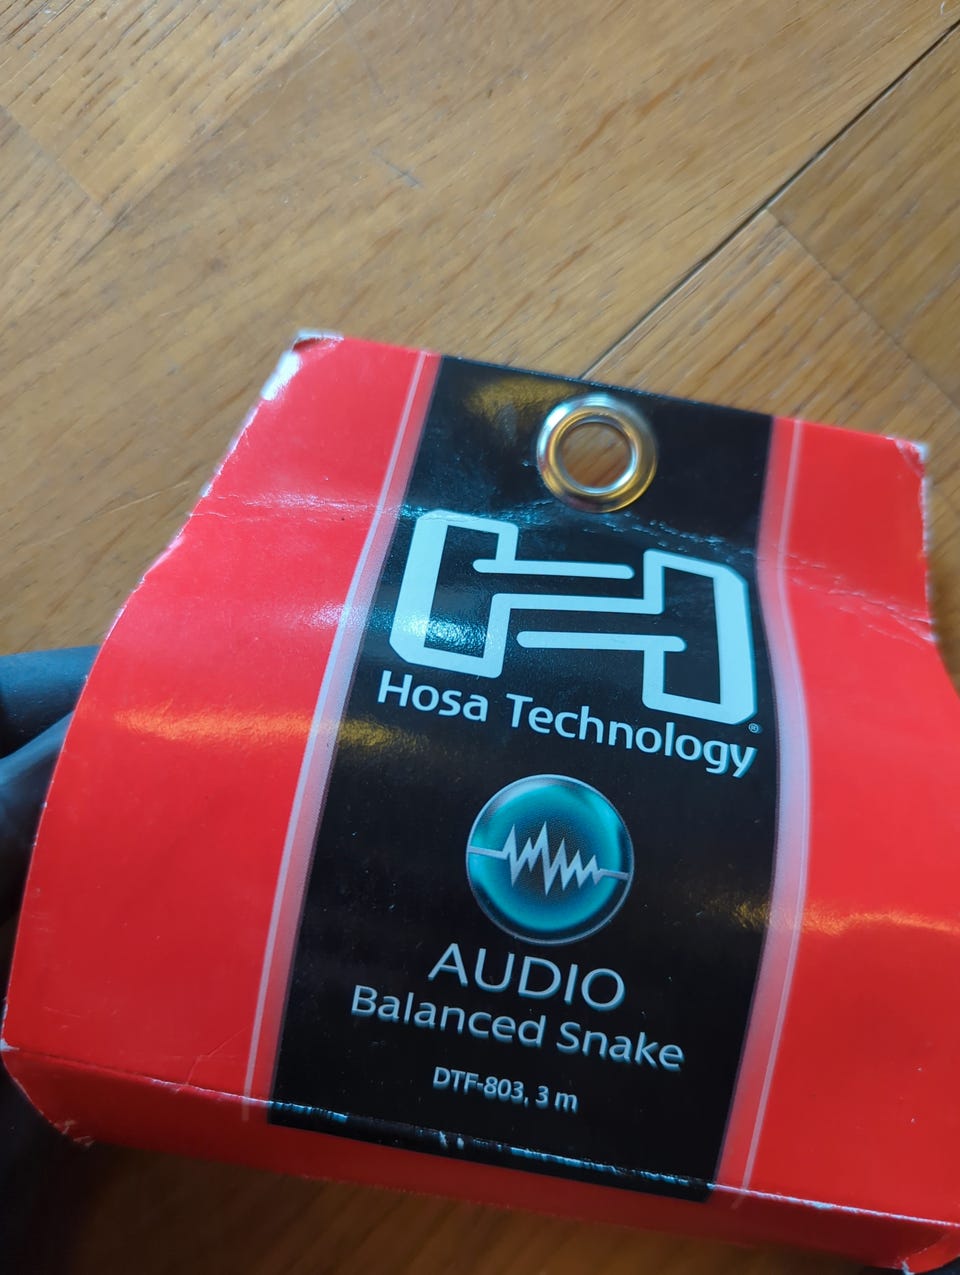 Hosa Technology®
AUDIO
Balanced Snake
DTF-803, 3 m